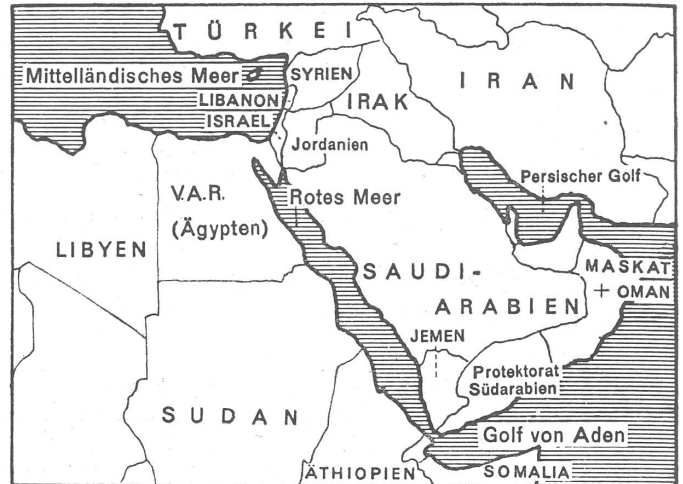 TÜRKEI
Mittelländisches Meer
SYRIEN
IRAN
LIBANON
IRAK
ISRAEL
Jordanien
Persischer Golf
V.A.R.
Rotes Meer
(Ägypten)
LIBYEN
SAUDI-
MASKAT
+ OMAN
ARABIEN
JEMEN
Protektorat
Südarabien
SUDAN
Golf von Aden
ÄTHIOPIEN
SOMALIA